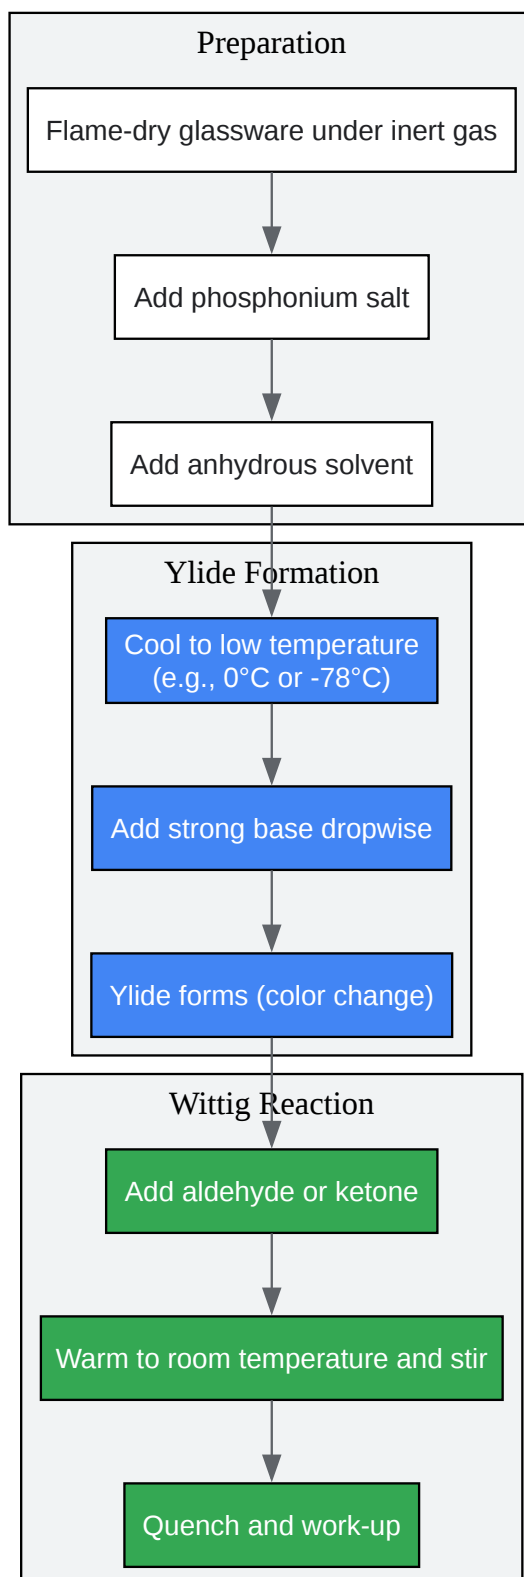 Preparation
Flame-dry glassware under inert gas
Add phosphonium salt
Add anhydrous solvent
Ylide Formation
Cool to low temperature
(e.g., 0°C or -78°C)
Add strong base dropwise
Ylide forms (color change)
Wittig Reaction
Add aldehyde or ketone
Warm to room temperature and stir
Quench and work-up